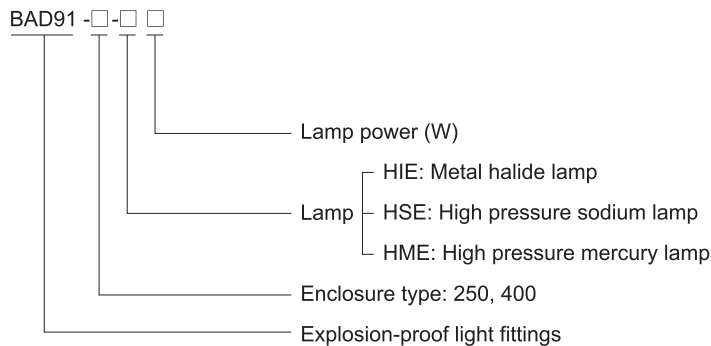 BAD91 -□-□ □
Lamp power (W)
HIE: Metal halide lamp
Lamp
HSE: High pressure sodium lamp
HME: High pressure mercury lamp
Enclosure type: 250, 400
Explosion-proof light fittings